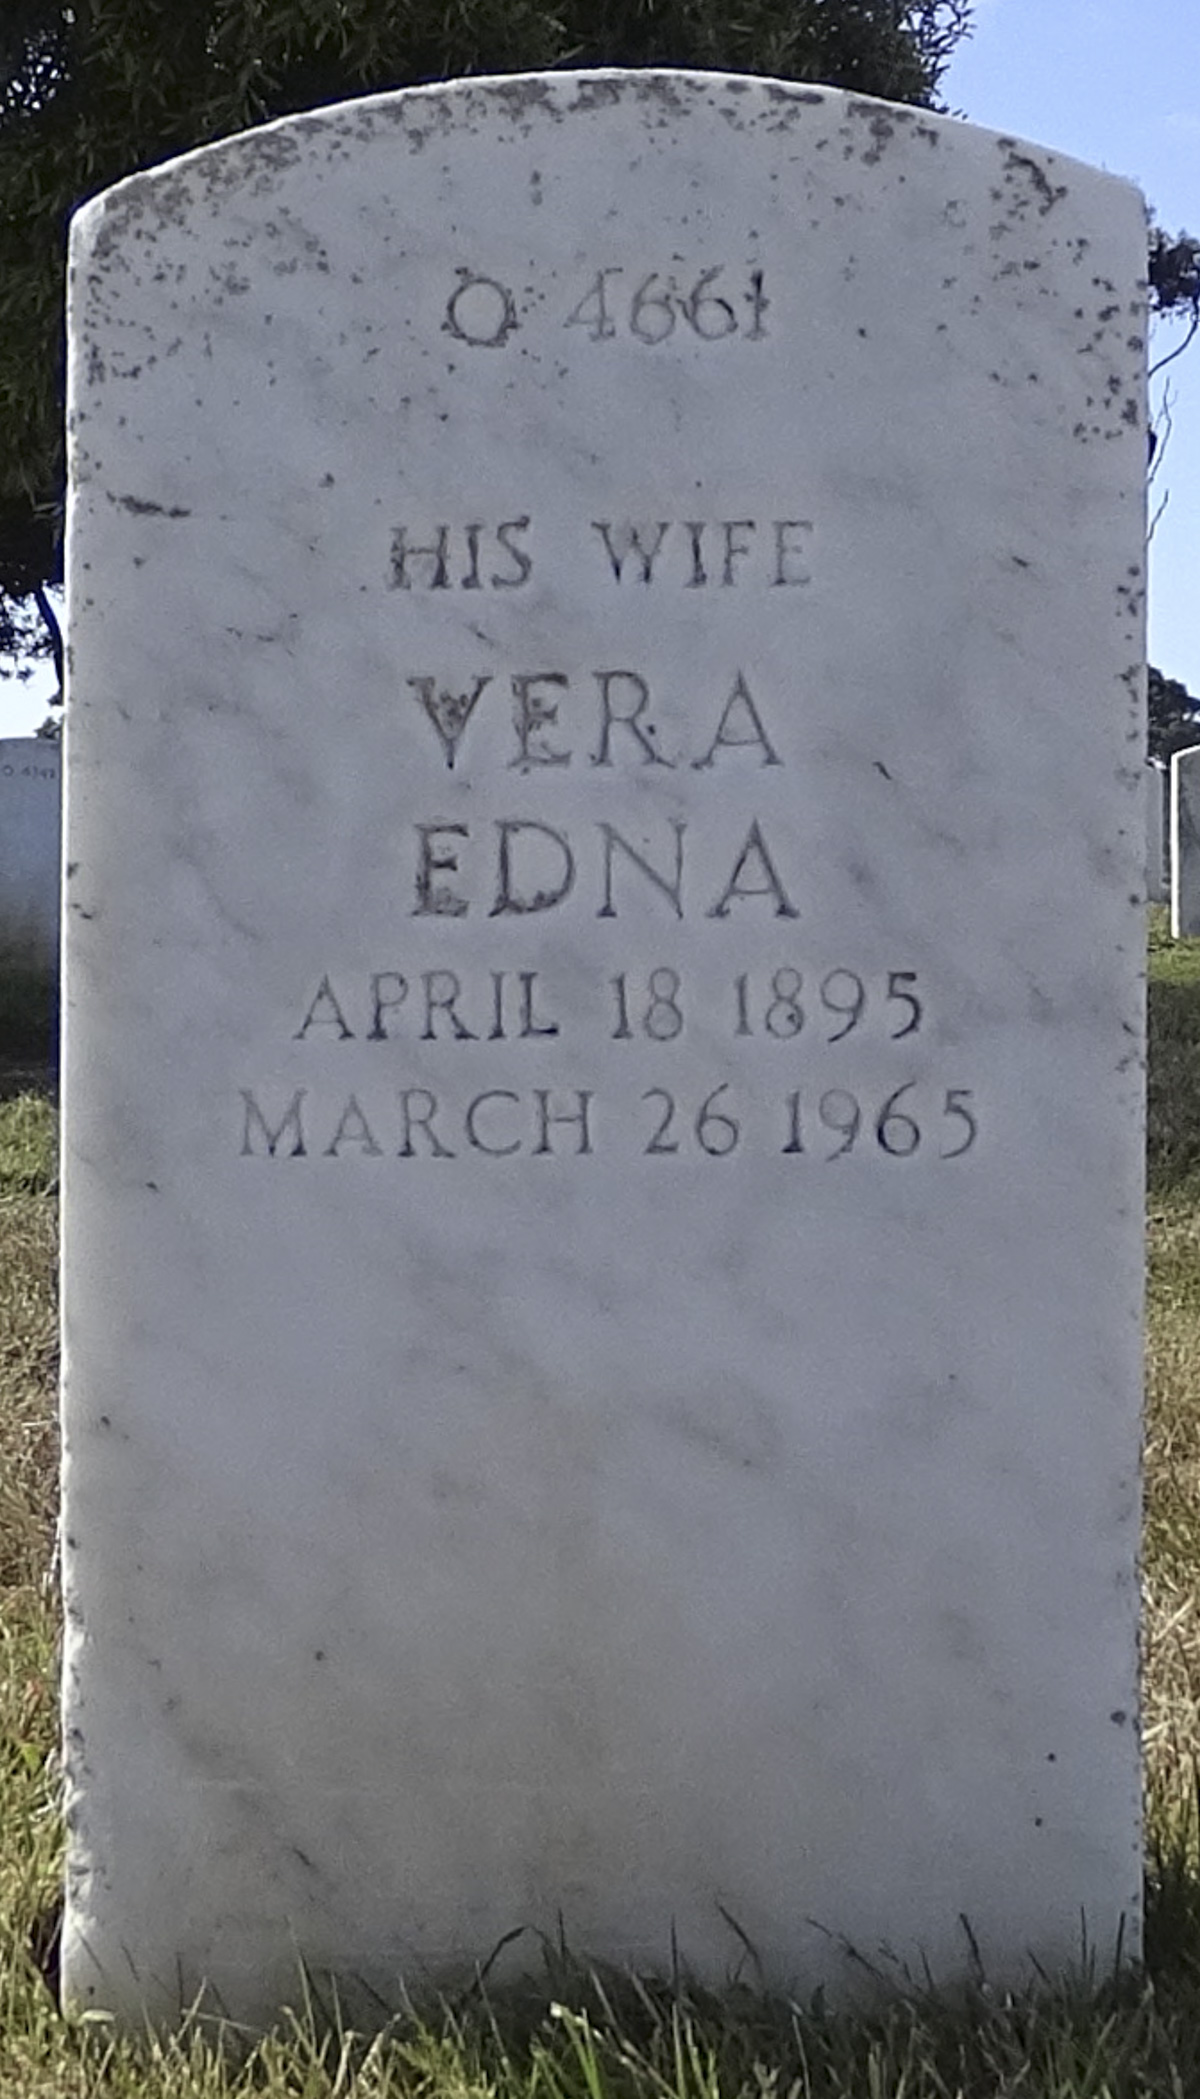 O 4661
HIS WIFE
VERA
EDNA
APRIL 18 1895
MARCH 26 1965